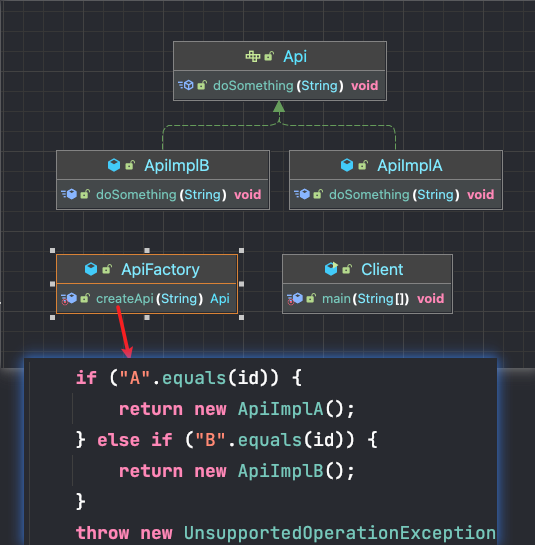 Api
doSomething(String) void
ApiImplB
doSomething(String) void
ApiImplA
doSomething(String) void
ApiFactory
createApi(String) Api
Client
main(String[]) void
if ("A".equals(id)) {
return new ApiImplA();
} else if ("B".equals(id)) {
return new ApiImplB();
}
throw new UnsupportedOperationException